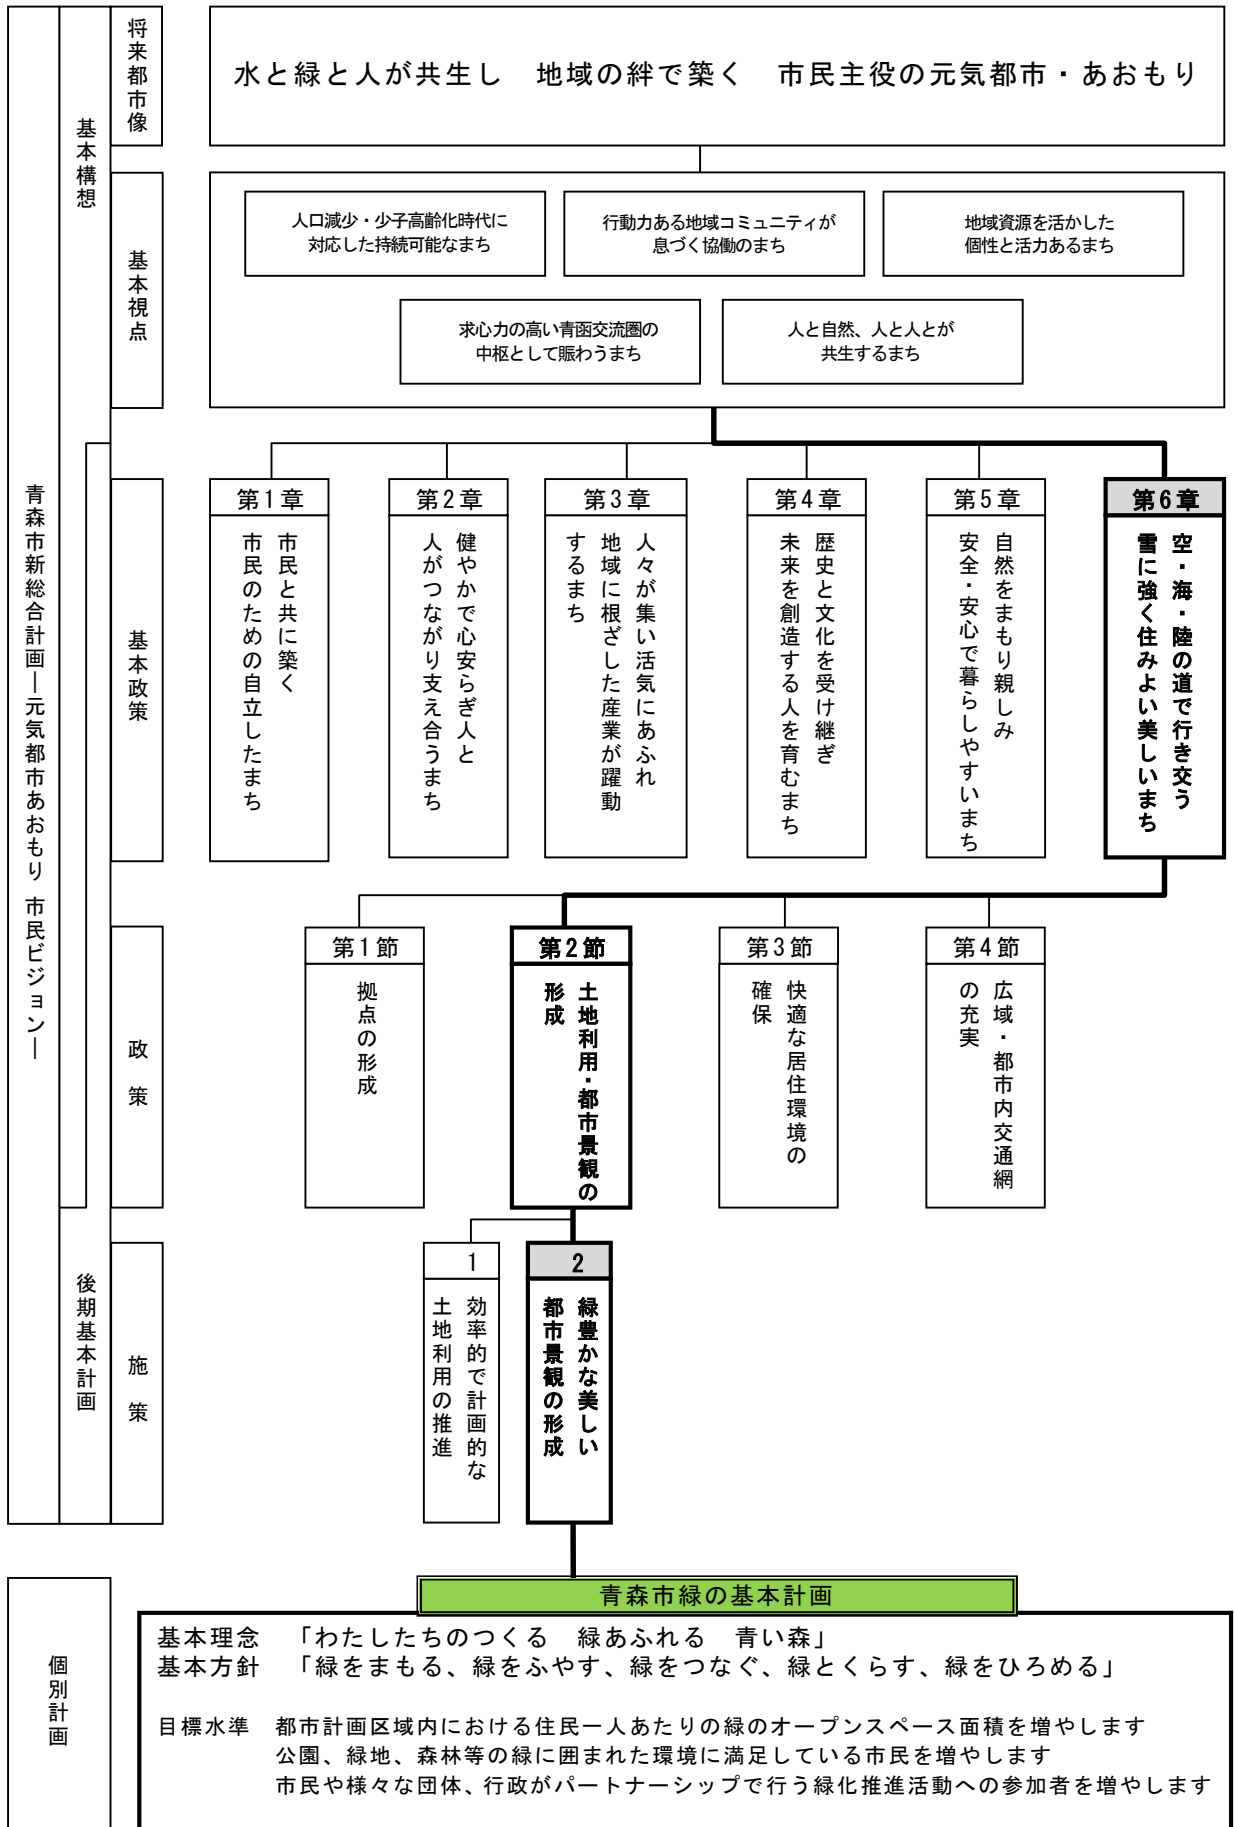 青森市新総合計画―元気都市あおもり 市民ビジョン―
基本構想
将来都市像
水と緑と人が共生し　地域の絆で築く　市民主役の元気都市・あおもり
基本視点
人口減少・少子高齢化時代に
対応した持続可能なまち
行動力ある地域コミュニティが
息づく協働のまち
地域資源を活かした
個性と活力あるまち
求心力の高い青函交流圏の
中枢として賑わうまち
人と自然、人と人とが
共生するまち
後期基本計画
基本政策
第1章
市民と共に築く
市民のための自立したまち
第2章
健やかで心安らぎ人と
人がつながり支え合うまち
第3章
人々が集い活気にあふれ
地域に根ざした産業が躍動
するまち
第4章
歴史と文化を受け継ぎ
未来を創造する人を育むまち
第5章
自然をまもり親しみ
安全・安心で暮らしやすいまち
第6章
空・海・陸の道で行き交う
雪に強く住みよい美しいまち
政　策
第1節
拠点の形成
第2節
土地利用・都市景観の
形成
第3節
快適な居住環境の
確保
第4節
広域・都市内交通網
の充実
施　策
1
効率的で計画的な
土地利用の推進
2
緑豊かな美しい
都市景観の形成
個別計画
青森市緑の基本計画
基本理念　「わたしたちのつくる　緑あふれる　青い森」
基本方針　「緑をまもる、緑をふやす、緑をつなぐ、緑とくらす、緑をひろめる」
目標水準　都市計画区域内における住民一人あたりの緑のオープンスペース面積を増やします
公園、緑地、森林等の緑に囲まれた環境に満足している市民を増やします
市民や様々な団体、行政がパートナーシップで行う緑化推進活動への参加者を増やします